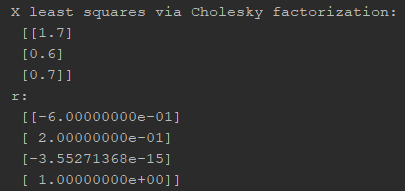 X least squares via Cholesky factorization:
[[1.7]
[0.6]
[0.7]]
r:
[[-6.00000000e-01]
[ 2.00000000e-01]
[-3.55271368e-15]
[ 1.00000000e+00]]